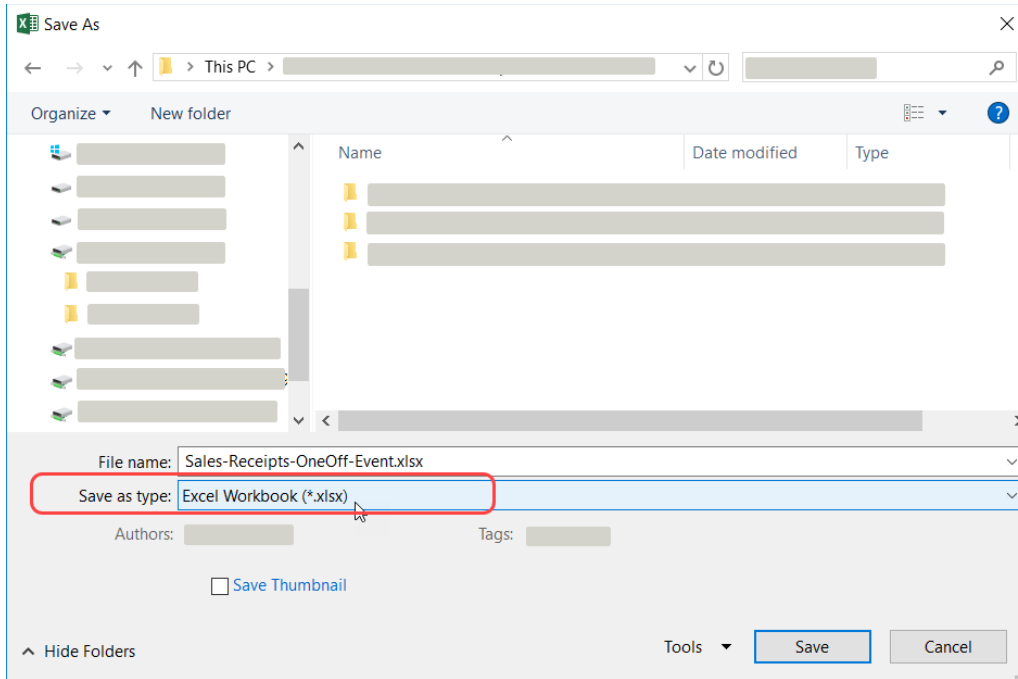 Save As
This PC
Organize New folder
Name Date modified Type
File name: Sales-Receipts-OneOff-Event.xlsx
Save as type: Excel Workbook (*.xlsx)
Authors: Tags:
Save Thumbnail
Hide Folders Tools Save Cancel